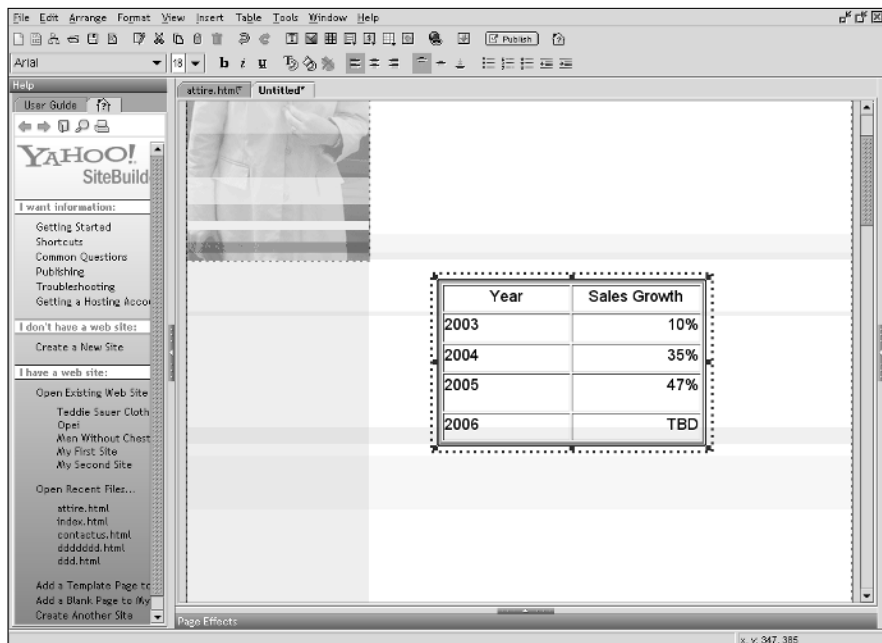 File Edit Arrange Format View Insert Table Tools Window Help
Publish
Arial 18 b i u
Help
User Guide
attire.html* Untitled*
YAHOO!
SiteBuild
I want information:
Getting Started
Shortcuts
Common Questions
Publishing
Troubleshooting
Getting a Hosting Accou
I don't have a web site:
Create a New Site
I have a web site:
Open Existing Web Site
Teddie Sauer Cloth
Opei
Men Without Chest
My First Site
My Second Site
Open Recent Files...
attire.html
index.html
contactus.html
ddddddd.html
ddd.html
Add a Template Page to
Add a Blank Page to My
Create Another Site
Year Sales Growth
2003 10%
2004 35%
2005 47%
2006 TBD
Page Effects
x, y: 347, 385